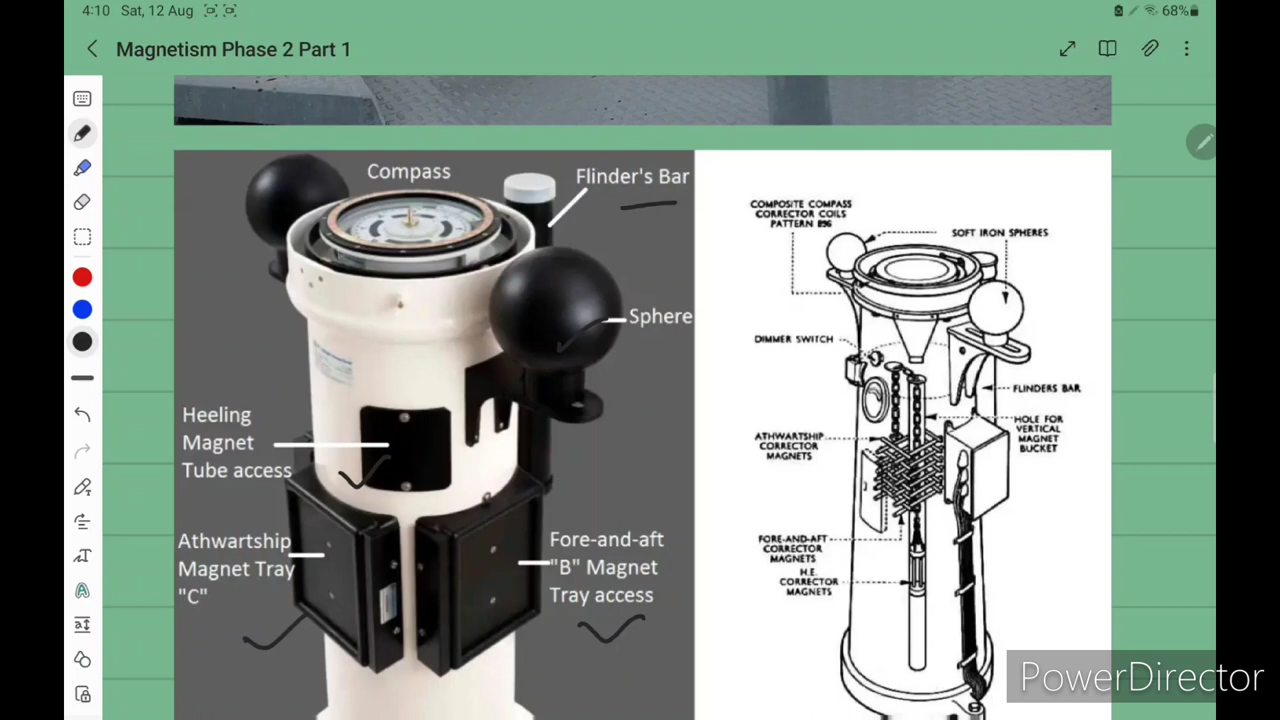 4:10 Sat, 12 Aug
68%
Magnetism Phase 2 Part 1
Compass
Flinder's Bar
Sphere
Heeling
Magnet
Tube access
Athwartship
Magnet Tray
"C"
Fore-and-aft
"B" Magnet
Tray access
COMPOSITE COMPASS
CORRECTOR COILS
PATTERN 896
SOFT IRON SPHERES
DIMMER SWITCH
FLINDERS BAR
HOLE FOR
VERTICAL
MAGNET
BUCKET
ATHWARTSHIP
CORRECTOR
MAGNETS
FORE-AND-AFT
CORRECTOR
MAGNETS
H.E.
CORRECTOR
MAGNETS
PowerDirector